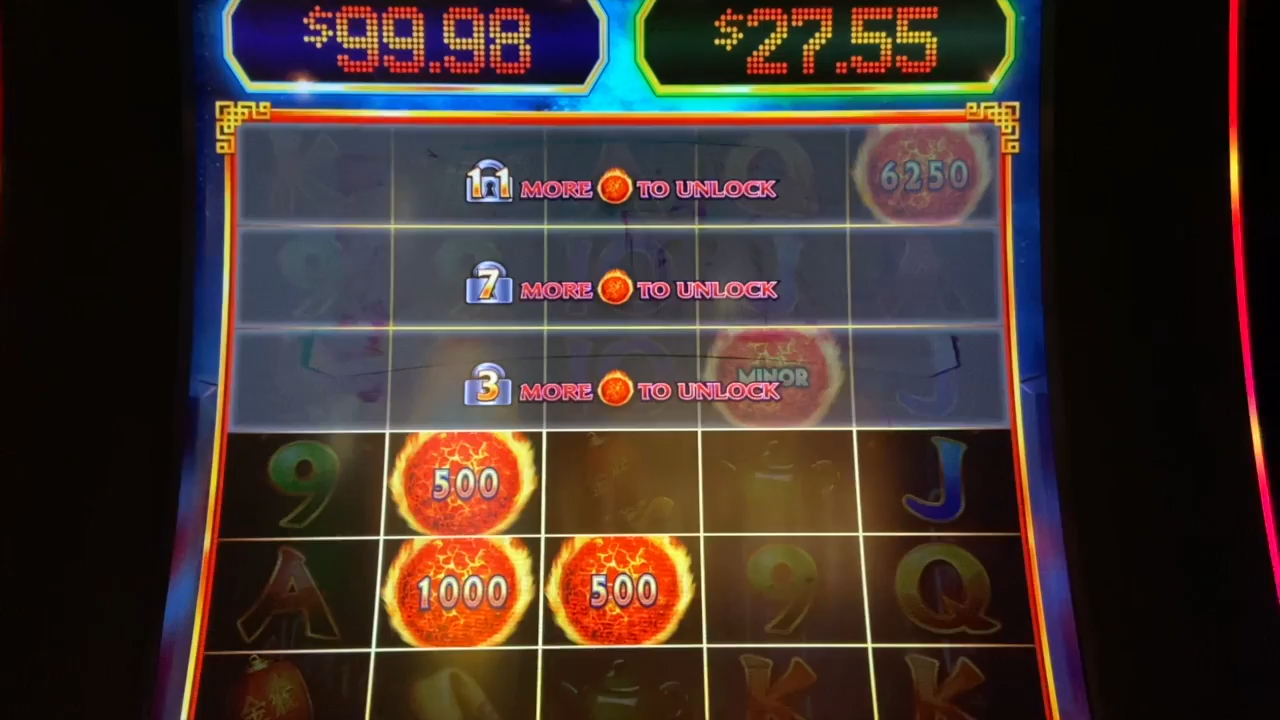 $99.98 $27.55
6250
11 MORE TO UNLOCK
7 MORE TO UNLOCK
MINOR
3 MORE TO UNLOCK
J
9 500 J
A 1000 500 9 Q
K K